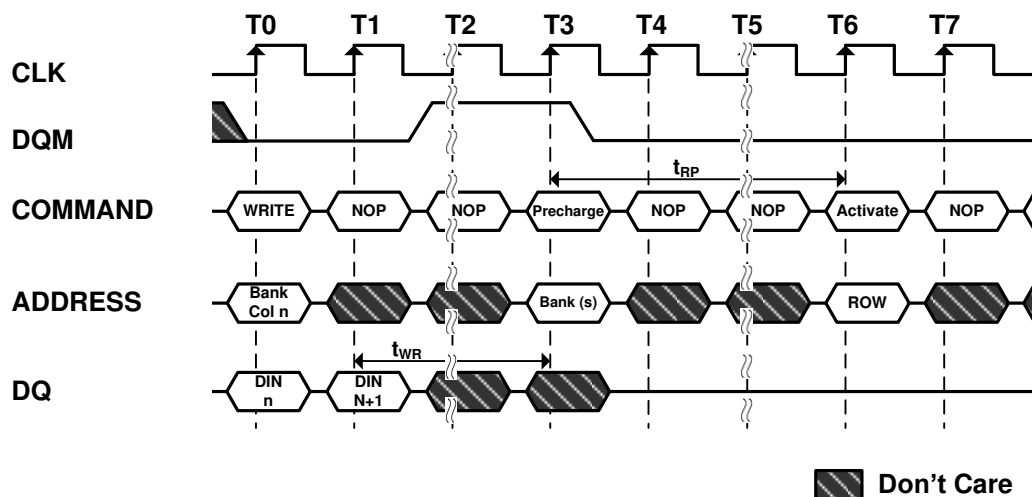 T0 T1 T2 T3 T4 T5 T6 T7
CLK
DQM
tRP
COMMAND WRITE NOP NOP Precharge NOP NOP Activate NOP
ADDRESS Bank Col n Bank (s) ROW
tWR
DQ DIN n DIN N+1
Don't Care